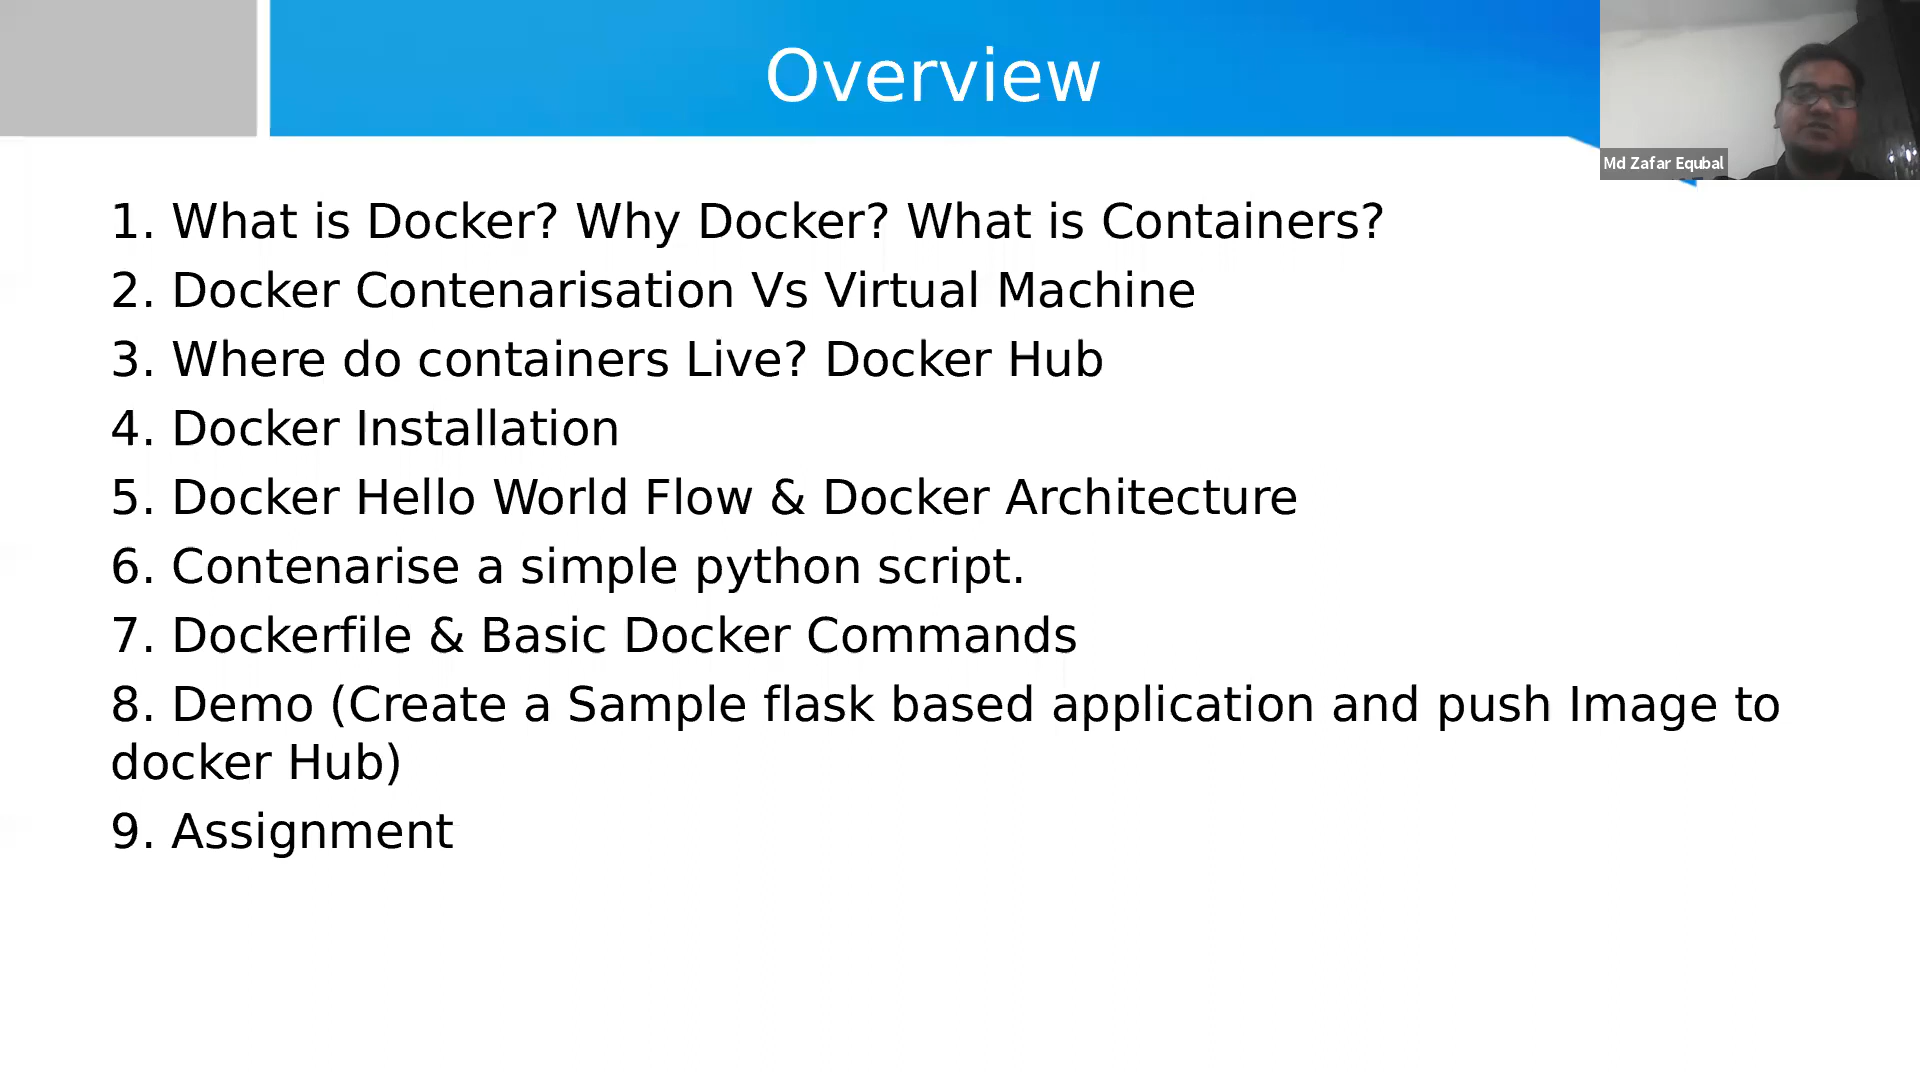 Overview
Md Zafar Equbal
1. What is Docker? Why Docker? What is Containers?
2. Docker Contenarisation Vs Virtual Machine
3. Where do containers Live? Docker Hub
4. Docker Installation
5. Docker Hello World Flow & Docker Architecture
6. Contenarise a simple python script.
7. Dockerfile & Basic Docker Commands
8. Demo (Create a Sample flask based application and push Image to
docker Hub)
9. Assignment